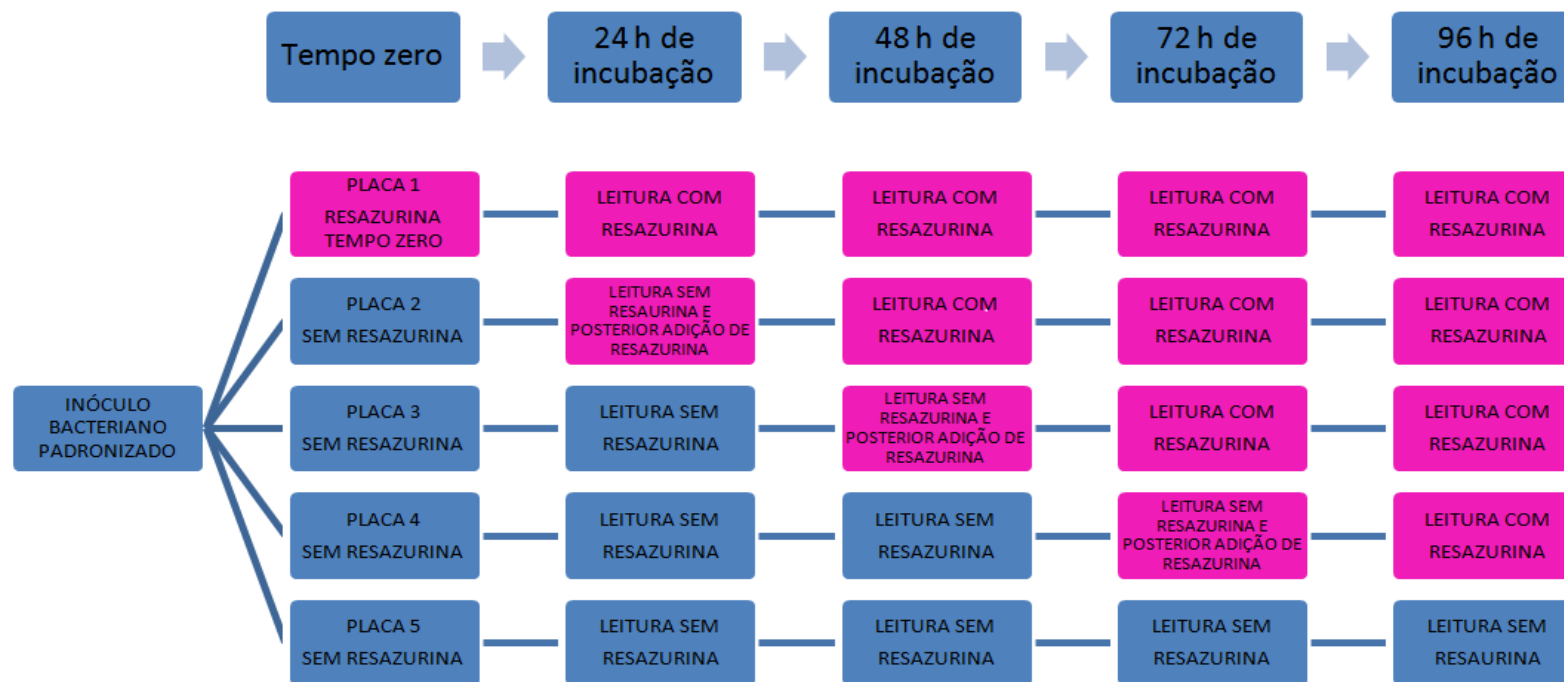 Tempo zero
24 h de
incubação
48 h de
incubação
72 h de
incubação
96 h de
incubação
PLACA 1
RESAZURINA
TEMPO ZERO
LEITURA COM
RESAZURINA
LEITURA COM
RESAZURINA
LEITURA COM
RESAZURINA
LEITURA COM
RESAZURINA
PLACA 2
SEM RESAZURINA
LEITURA SEM
RESAURINA E
POSTERIOR ADIÇÃO DE
RESAZURINA
LEITURA COM
RESAZURINA
LEITURA COM
RESAZURINA
LEITURA COM
RESAZURINA
INÓCULO
BACTERIANO
PADRONIZADO
PLACA 3
SEM RESAZURINA
LEITURA SEM
RESAZURINA
LEITURA SEM
RESAZURINA E
POSTERIOR ADIÇÃO DE
RESAZURINA
LEITURA COM
RESAZURINA
LEITURA COM
RESAZURINA
PLACA 4
SEM RESAZURINA
LEITURA SEM
RESAZURINA
LEITURA SEM
RESAZURINA
LEITURA SEM
RESAZURINA E
POSTERIOR ADIÇÃO DE
RESAZURINA
LEITURA COM
RESAZURINA
PLACA 5
SEM RESAZURINA
LEITURA SEM
RESAZURINA
LEITURA SEM
RESAZURINA
LEITURA SEM
RESAZURINA
LEITURA SEM
RESAURINA